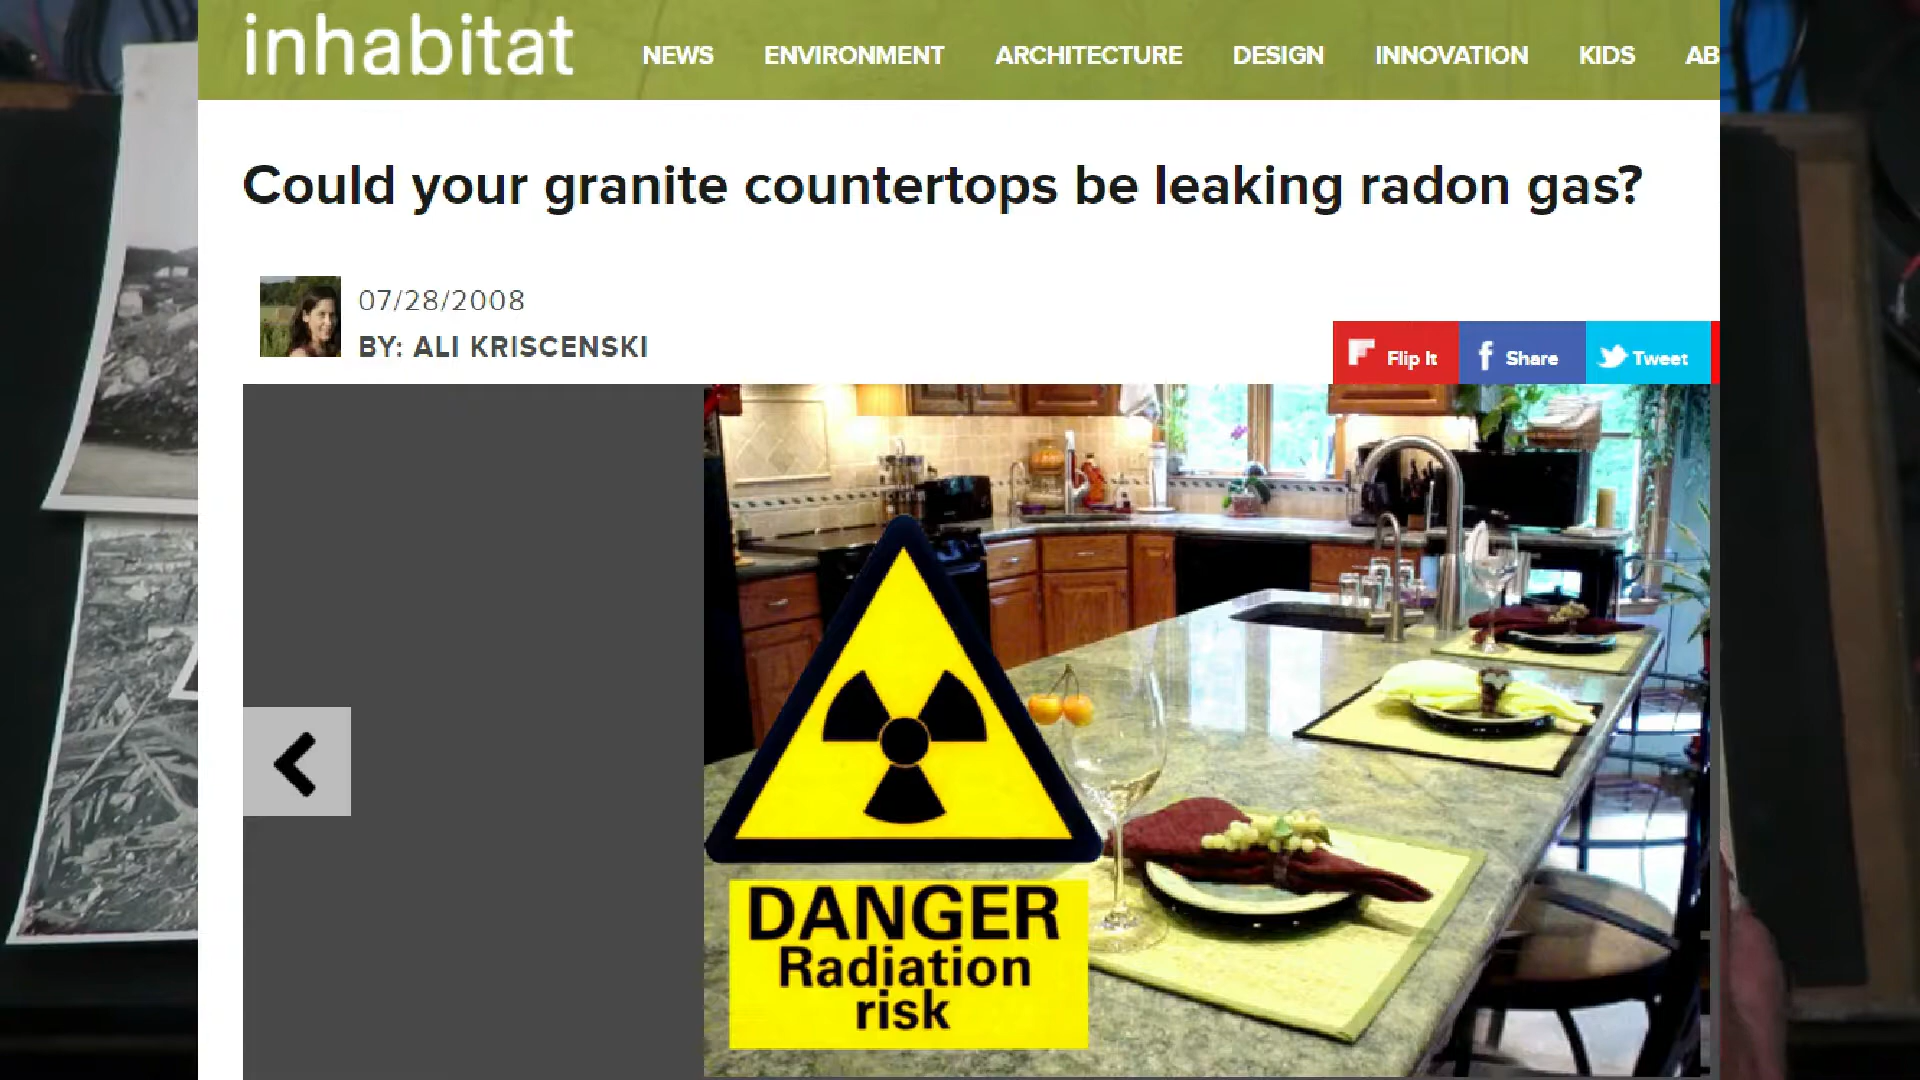 inhabitat
NEWS ENVIRONMENT ARCHITECTURE DESIGN INNOVATION KIDS AB
Could your granite countertops be leaking radon gas?
07/28/2008
BY: ALI KRISCENSKI
Flip It Share Tweet
DANGER
Radiation
risk